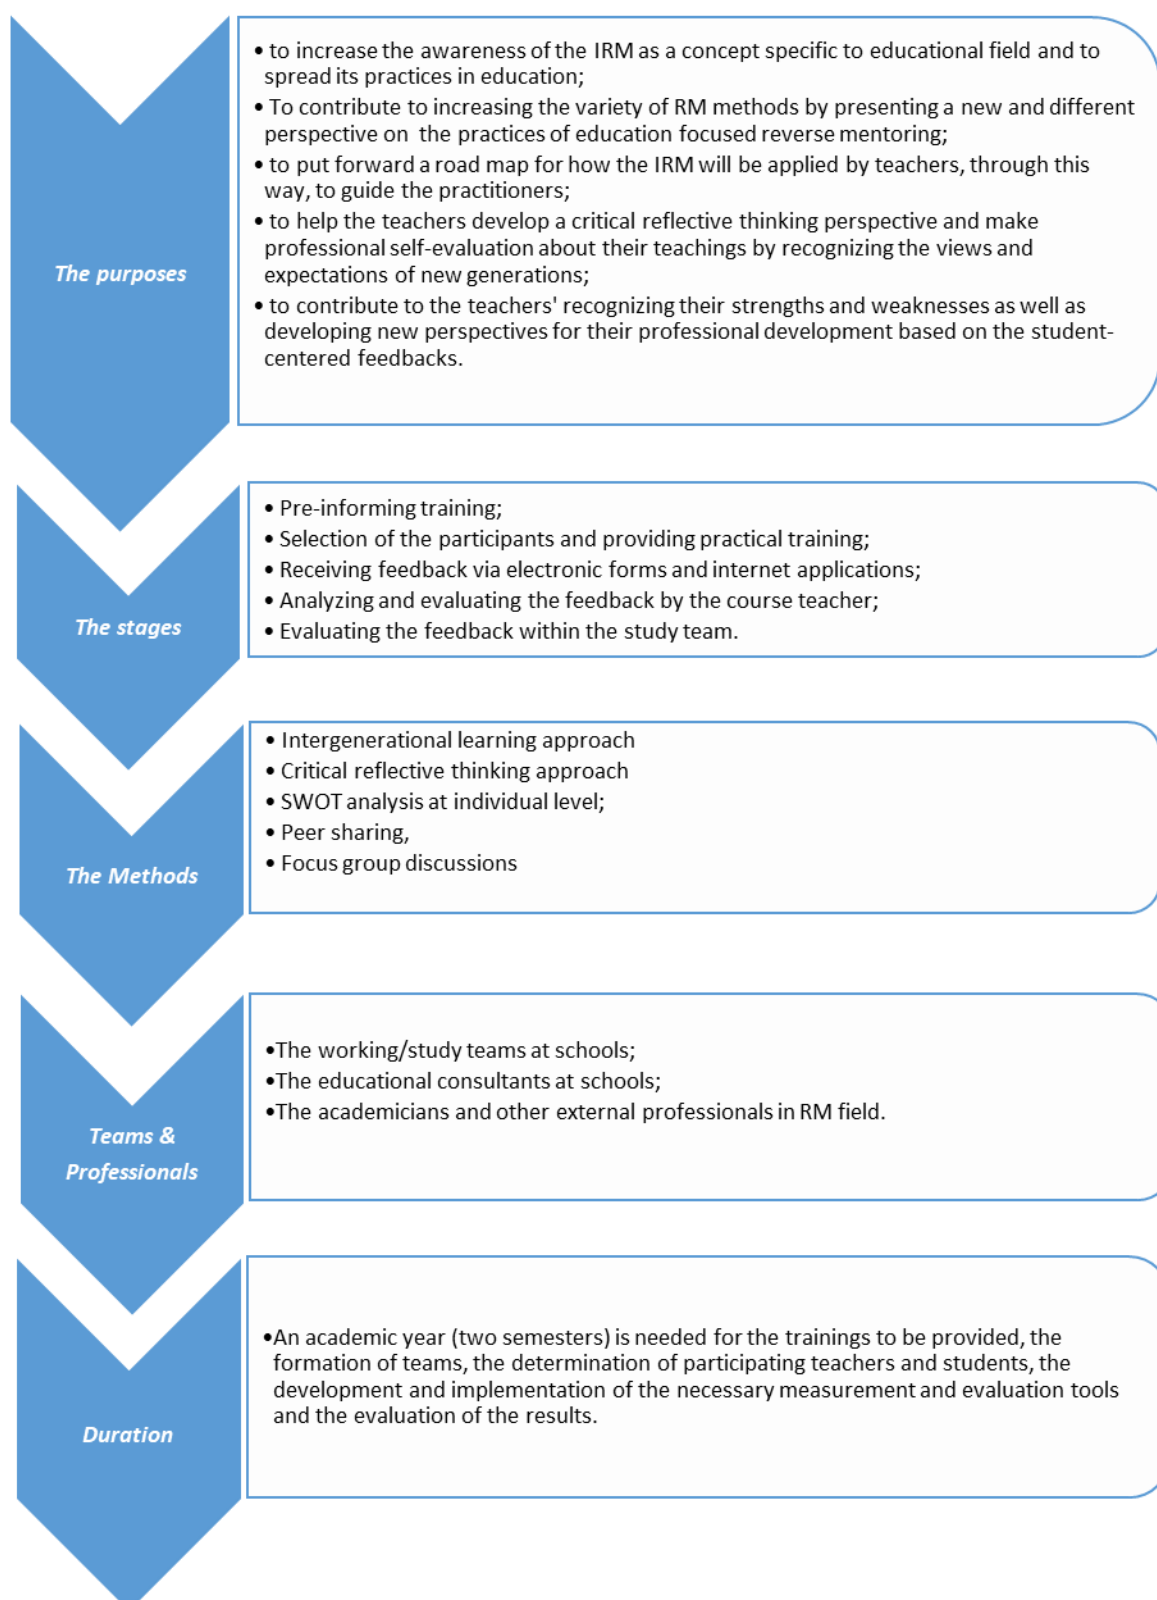 The purposes
• to increase the awareness of the IRM as a concept specific to educational field and to
spread its practices in education;
• To contribute to increasing the variety of RM methods by presenting a new and different
perspective on the practices of education focused reverse mentoring;
• to put forward a road map for how the IRM will be applied by teachers, through this
way, to guide the practitioners;
• to help the teachers develop a critical reflective thinking perspective and make
professional self-evaluation about their teachings by recognizing the views and
expectations of new generations;
• to contribute to the teachers' recognizing their strengths and weaknesses as well as
developing new perspectives for their professional development based on the student-
centered feedbacks.
The stages
• Pre-informing training;
• Selection of the participants and providing practical training;
• Receiving feedback via electronic forms and internet applications;
• Analyzing and evaluating the feedback by the course teacher;
• Evaluating the feedback within the study team.
The Methods
• Intergenerational learning approach
• Critical reflective thinking approach
• SWOT analysis at individual level;
• Peer sharing,
• Focus group discussions
Teams &
Professionals
•The working/study teams at schools;
•The educational consultants at schools;
•The academicians and other external professionals in RM field.
Duration
•An academic year (two semesters) is needed for the trainings to be provided, the
formation of teams, the determination of participating teachers and students, the
development and implementation of the necessary measurement and evaluation tools
and the evaluation of the results.